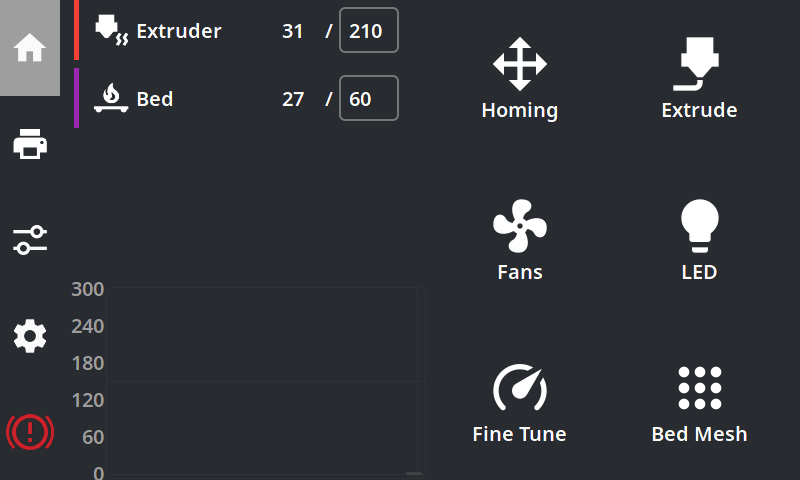 Extruder 31 / 210
Bed 27 / 60
Homing
Extrude
Fans
LED
300
240
180
120
60
0
Fine Tune
Bed Mesh